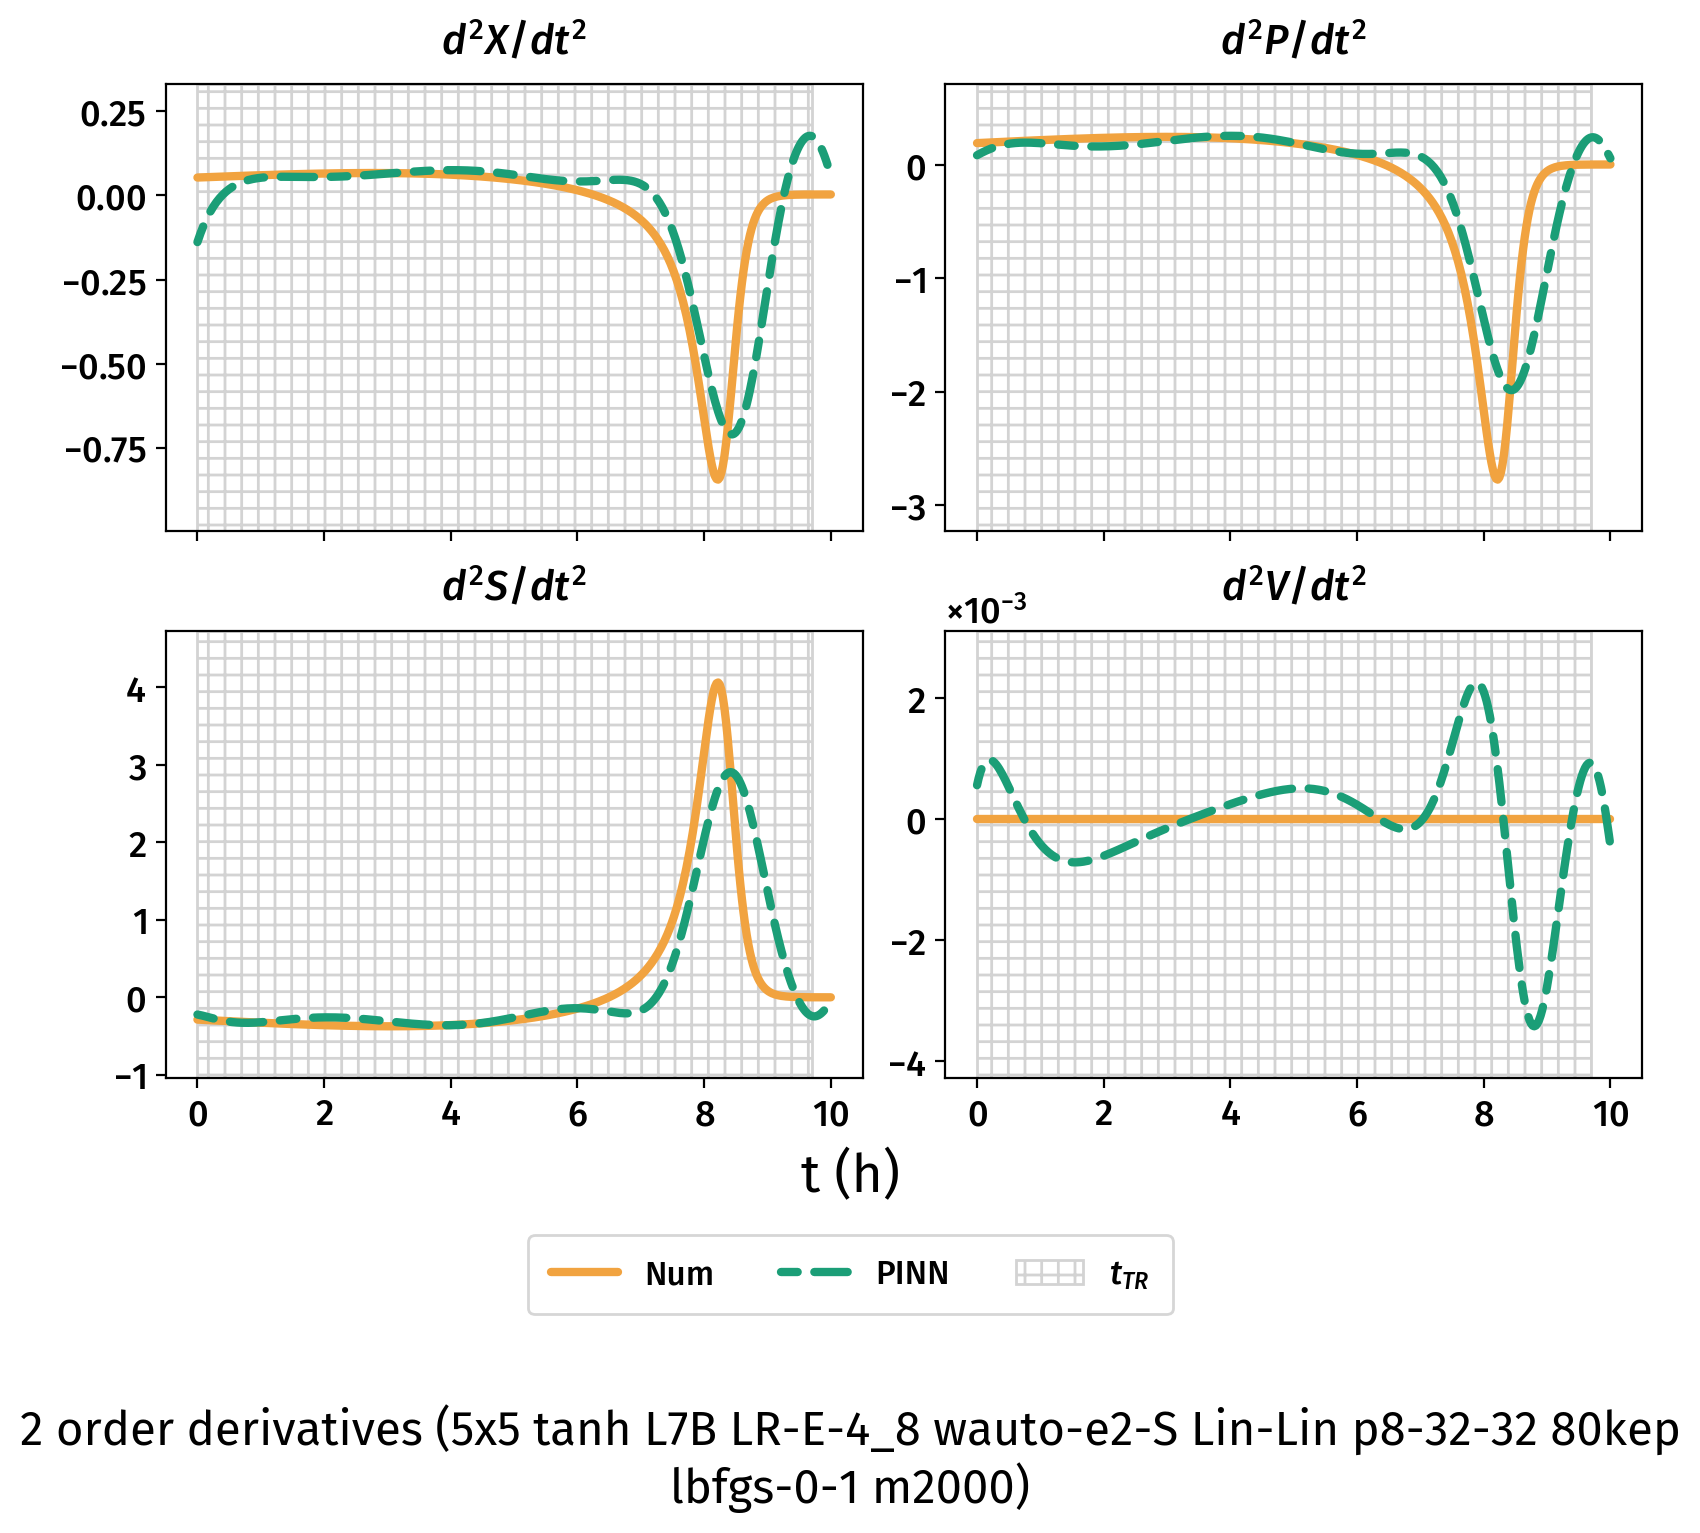 d²X/dt²
d²P/dt²
0.25
0.00
−0.25
−0.50
−0.75
0
−1
−2
−3
d²S/dt²
d²V/dt²
×10⁻³
4
3
2
1
0
−1
2
0
−2
−4
0 2 4 6 8 10
0 2 4 6 8 10
t (h)
Num PINN t_TR
2 order derivatives (5x5 tanh L7B LR-E-4_8 wauto-e2-S Lin-Lin p8-32-32 80kep
lbfgs-0-1 m2000)